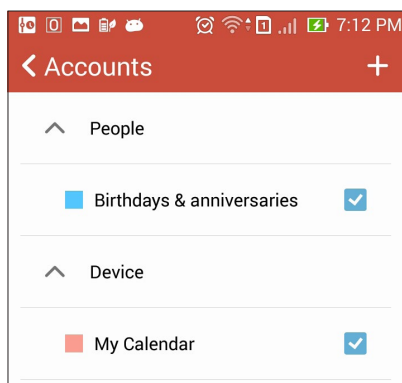 7:12 PM
Accounts
People
Birthdays & anniversaries
Device
My Calendar